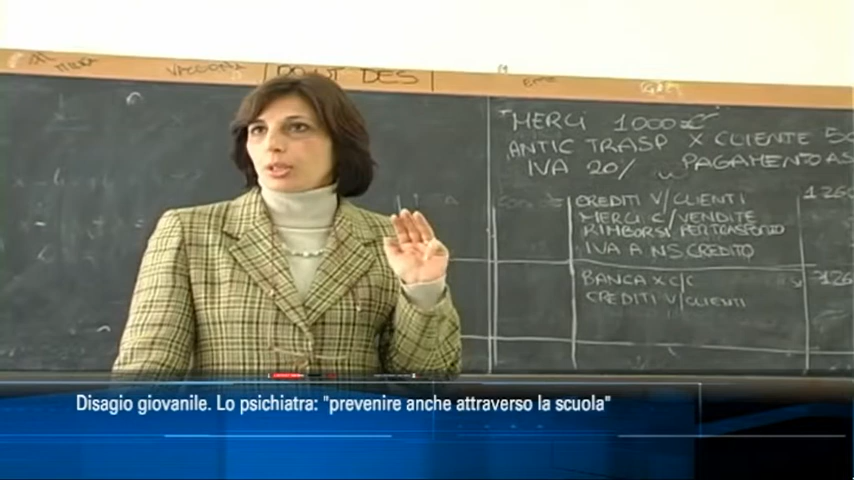 DO UT DES
MERCI 1000 €
ANTIC TRASP X CLIENTE
IVA 20% PAGAMENTO
CREDITI V/CLIENTI
MERCI C/VENDITE
RIMBORSI PER TRASPORTO
IVA A NS CREDITO
BANCA X C/C
CREDITI V/CLIENTI
Disagio giovanile. Lo psichiatra: "prevenire anche attraverso la scuola"